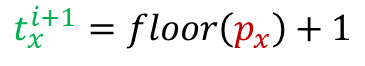 t_x^{i+1} = floor(p_x) + 1